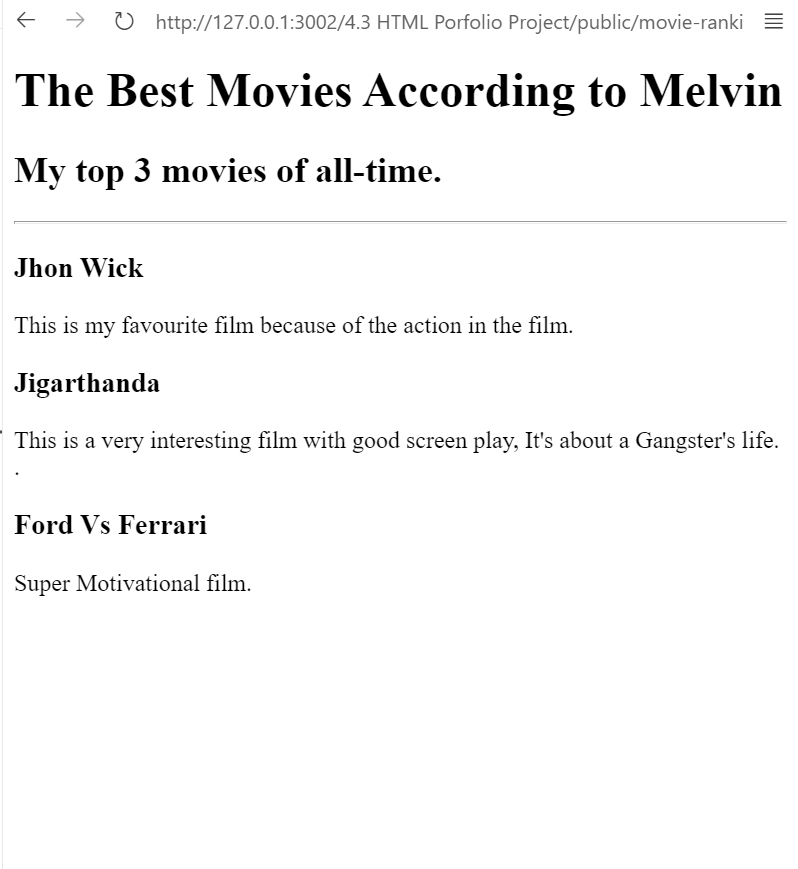 http://127.0.0.1:3002/4.3 HTML Porfolio Project/public/movie-ranki
The Best Movies According to Melvin
My top 3 movies of all-time.
Jhon Wick
This is my favourite film because of the action in the film.
Jigarthanda
This is a very interesting film with good screen play, It's about a Gangster's life.
.
Ford Vs Ferrari
Super Motivational film.